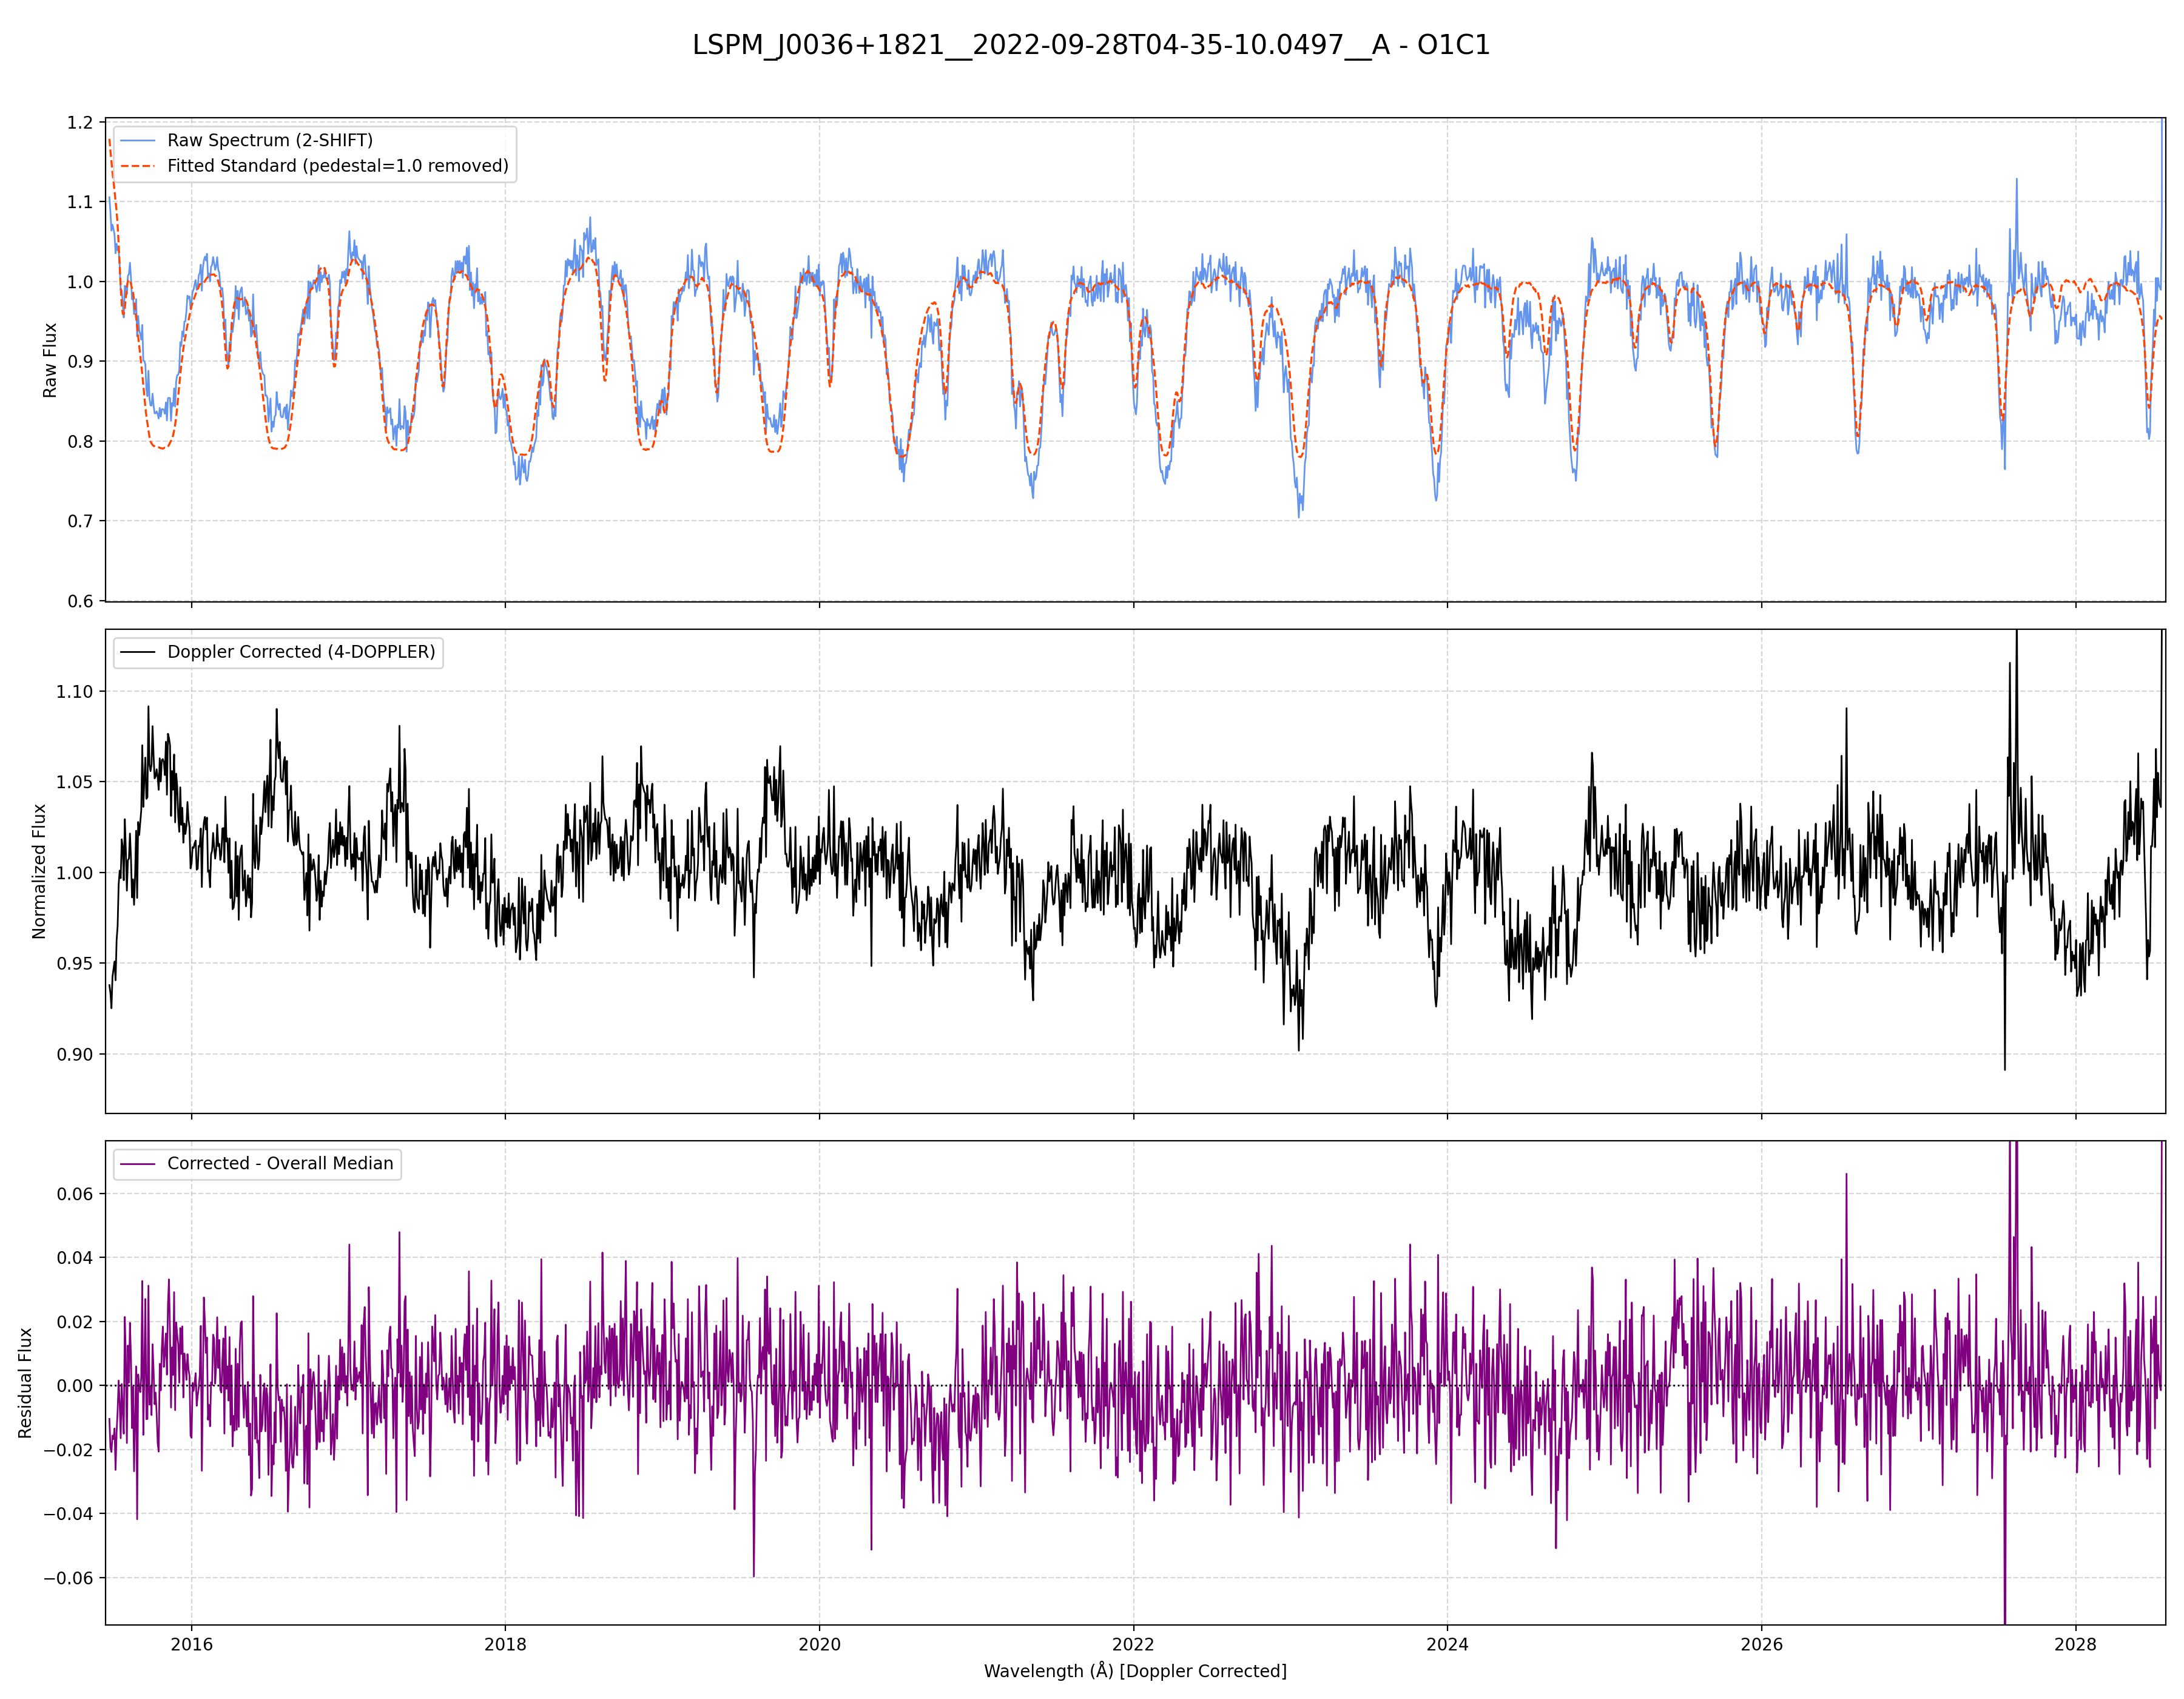 LSPM_J0036+1821__2022-09-28T04-35-10.0497__A - O1C1
1.2
1.1
1.0
0.9
0.8
0.7
0.6
Raw Flux
Raw Spectrum (2-SHIFT)
Fitted Standard (pedestal=1.0 removed)
1.10
1.05
1.00
0.95
0.90
Normalized Flux
Doppler Corrected (4-DOPPLER)
0.06
0.04
0.02
0.00
−0.02
−0.04
−0.06
Residual Flux
Corrected - Overall Median
2016 2018 2020 2022 2024 2026 2028
Wavelength (Å) [Doppler Corrected]